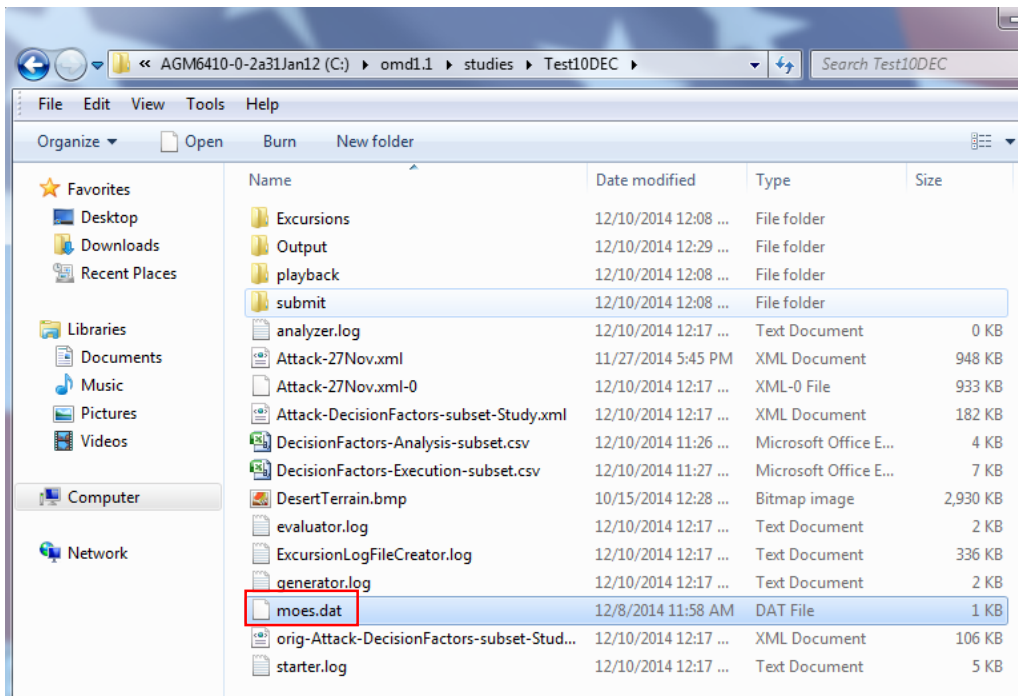 « AGM6410-0-2a31Jan12 (C:) ▸ omd1.1 ▸ studies ▸ Test10DEC ▸ Search Test10DEC
File Edit View Tools Help
Organize Open Burn New folder
Name Date modified Type Size
Favorites
Desktop
Downloads
Recent Places
Libraries
Documents
Music
Pictures
Videos
Computer
Network
Excursions 12/10/2014 12:08 ... File folder
Output 12/10/2014 12:29 ... File folder
playback 12/10/2014 12:08 ... File folder
submit 12/10/2014 12:08 ... File folder
analyzer.log 12/10/2014 12:17 ... Text Document 0 KB
Attack-27Nov.xml 11/27/2014 5:45 PM XML Document 948 KB
Attack-27Nov.xml-0 12/10/2014 12:17 ... XML-0 File 933 KB
Attack-DecisionFactors-subset-Study.xml 12/10/2014 12:17 ... XML Document 182 KB
DecisionFactors-Analysis-subset.csv 12/10/2014 11:26 ... Microsoft Office E... 4 KB
DecisionFactors-Execution-subset.csv 12/10/2014 11:27 ... Microsoft Office E... 7 KB
DesertTerrain.bmp 10/15/2014 12:28 ... Bitmap image 2,930 KB
evaluator.log 12/10/2014 12:17 ... Text Document 2 KB
ExcursionLogFileCreator.log 12/10/2014 12:17 ... Text Document 336 KB
generator.log 12/10/2014 12:17 ... Text Document 2 KB
moes.dat 12/8/2014 11:58 AM DAT File 1 KB
orig-Attack-DecisionFactors-subset-Stud... 12/10/2014 12:17 ... XML Document 106 KB
starter.log 12/10/2014 12:17 ... Text Document 5 KB